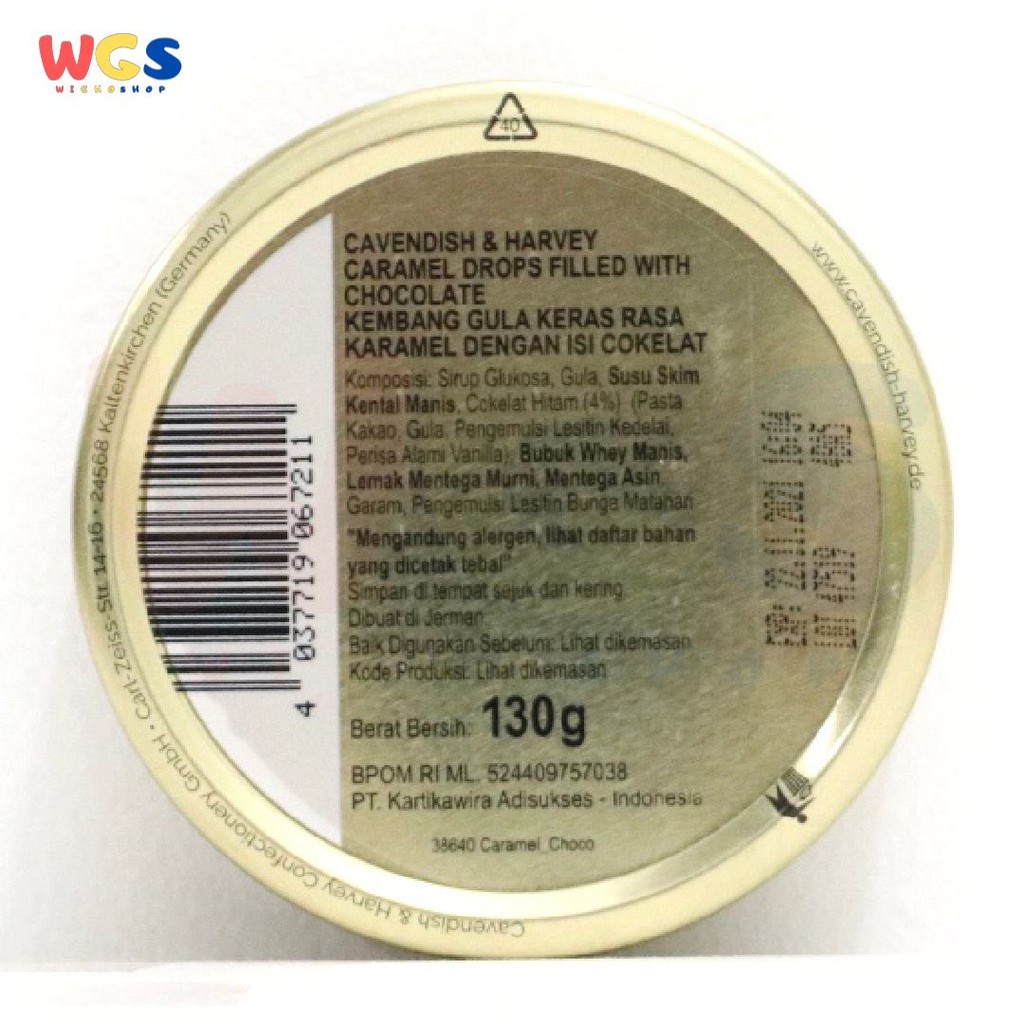 WGS
WICHOSHOP
40
CAVENDISH & HARVEY
CARAMEL DROPS FILLED WITH
CHOCOLATE
KEMBANG GULA KERAS RASA
KARAMEL DENGAN ISI COKELAT
Komposisi: Sirup Glukosa, Gula, Susu Skim
Kental Manis, Cokelat Hitam (4%) (Pasta
Kakao, Gula, Pengemulsi Lesitin Kedelai,
Perisa Alami Vanilla), Bubuk Whey Manis,
Lemak Mentega Murni, Mentega Asin,
Garam, Pengemulsi Lesitin Bunga Matahari
"Mengandung alergen, lihat daftar bahan
yang dicetak tebal"
Simpan di tempat sejuk dan kering
Dibuat di Jerman
Baik Digunakan Sebelum: Lihat dikemasan
Kode Produksi: Lihat dikemasan
Berat Bersih: 130g
BPOM RI ML. 524409757038
PT. Kartikawira Adisukses - Indonesia
38640 Caramel_Choco
4 037719 067211
Cavendish & Harvey Confectionery GmbH • Carl-Zeiss-Str. 14-16 • 24568 Kaltenkirchen (Germany)
www.cavendish-harvey.de